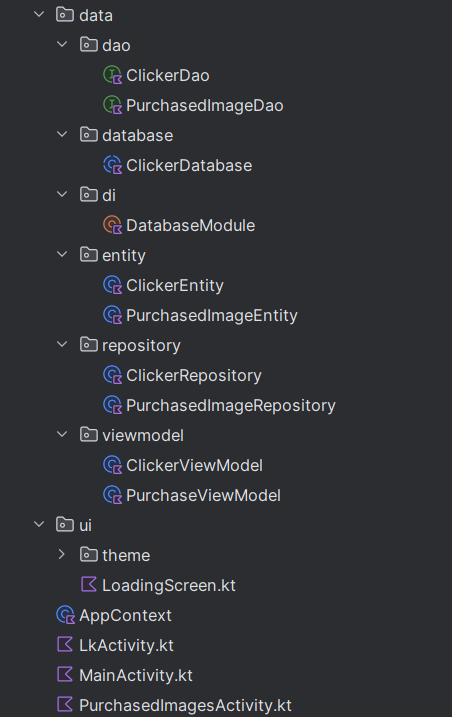 data
dao
ClickerDao
PurchasedImageDao
database
ClickerDatabase
di
DatabaseModule
entity
ClickerEntity
PurchasedImageEntity
repository
ClickerRepository
PurchasedImageRepository
viewmodel
ClickerViewModel
PurchaseViewModel
ui
theme
LoadingScreen.kt
AppContext
LkActivity.kt
MainActivity.kt
PurchasedImagesActivity.kt